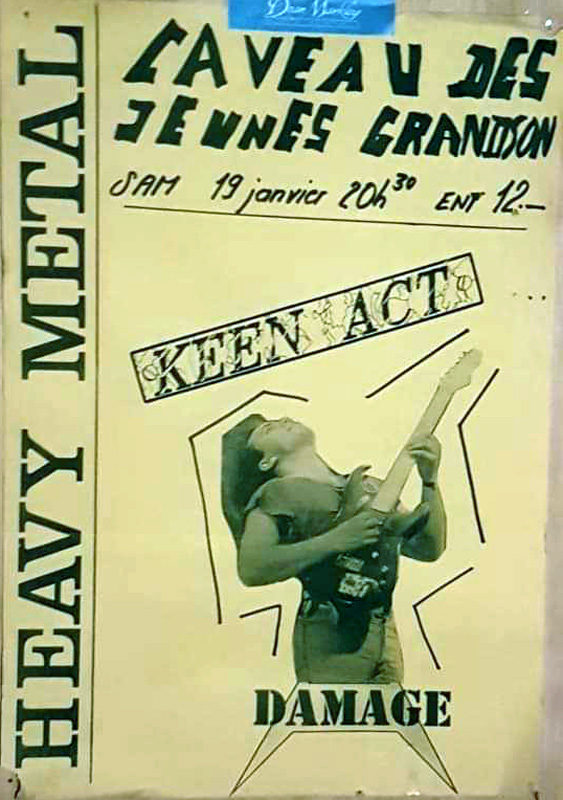 HEAVY METAL
CAVEAU DES
JEUNES GRANDSON
SAM 19 janvier 20h30 ENT 12.—
KEEN ACT
DAMAGE